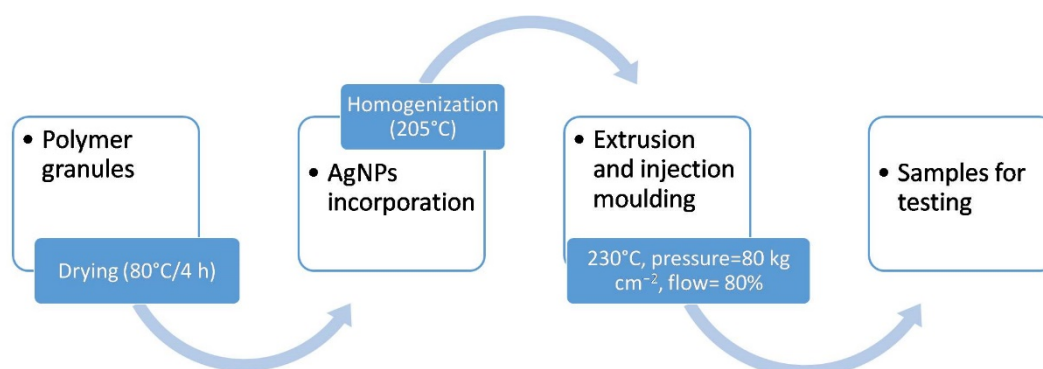 • Polymer
granules
Drying (80°C/4 h)
Homogenization
(205°C)
• AgNPs
incorporation
• Extrusion
and injection
moulding
230°C, pressure=80 kg
cm⁻², flow= 80%
• Samples for
testing